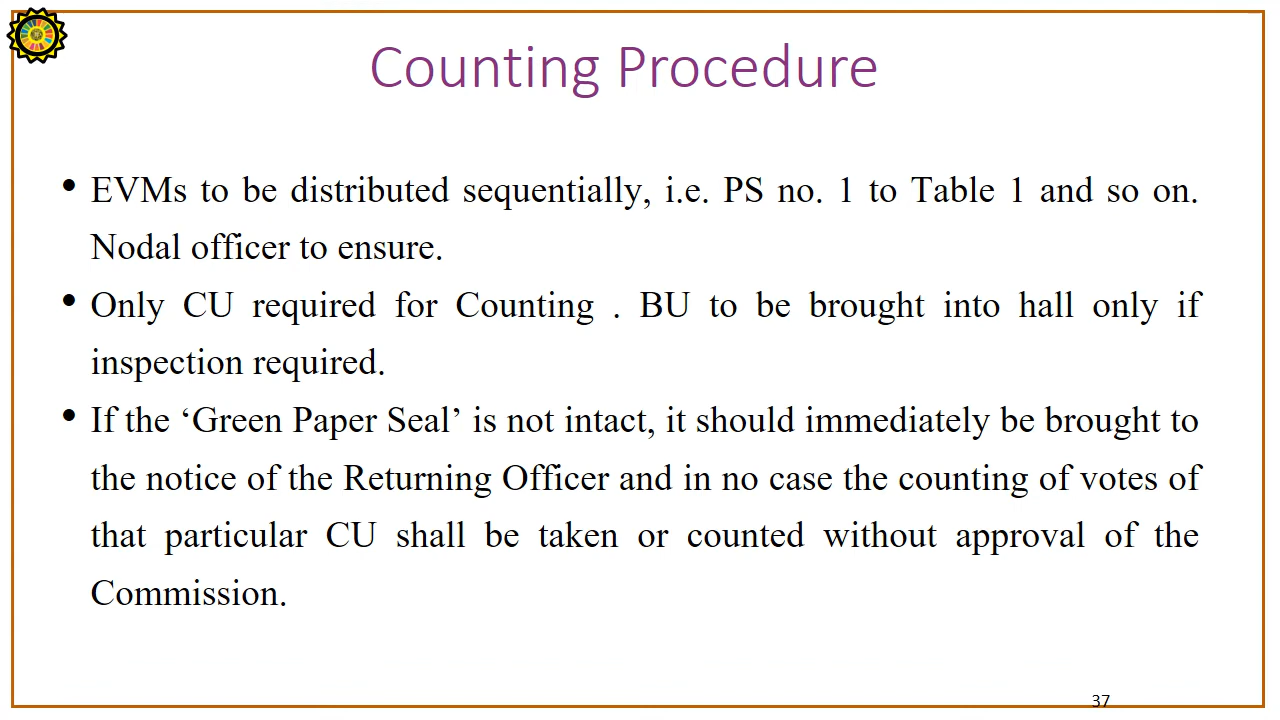 Counting Procedure
• EVMs to be distributed sequentially, i.e. PS no. 1 to Table 1 and so on.
Nodal officer to ensure.
• Only CU required for Counting . BU to be brought into hall only if
inspection required.
• If the ‘Green Paper Seal’ is not intact, it should immediately be brought to
the notice of the Returning Officer and in no case the counting of votes of
that particular CU shall be taken or counted without approval of the
Commission.
37